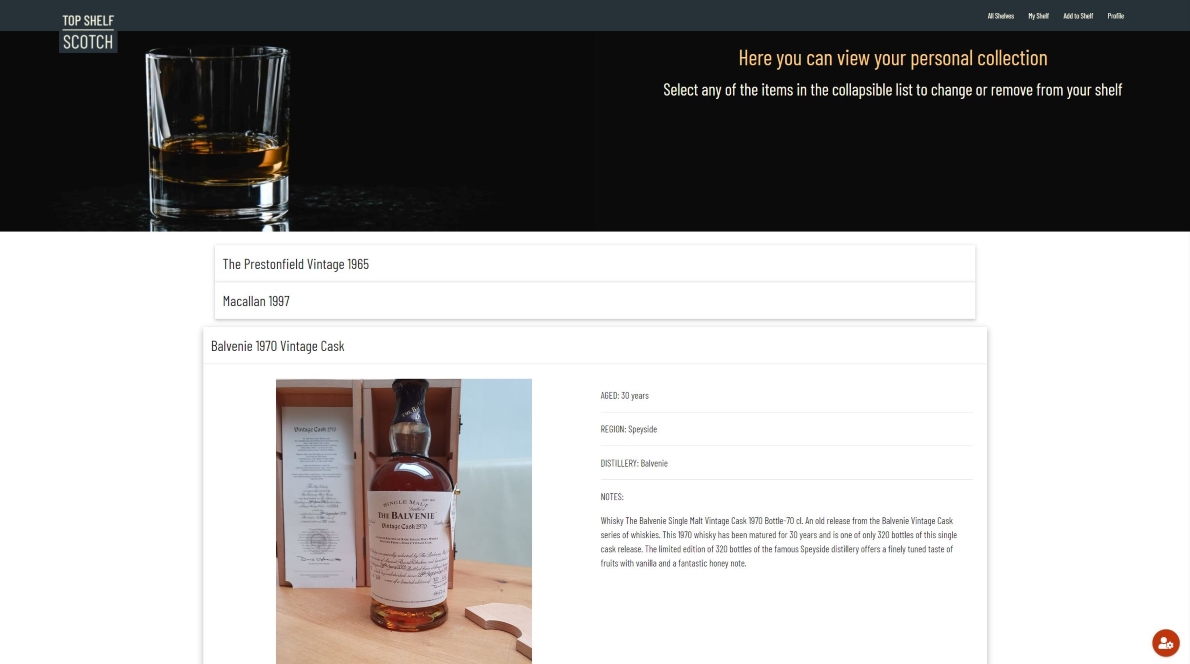 TOP SHELF
SCOTCH
All Shelves
My Shelf
Add to Shelf
Profile
Here you can view your personal collection
Select any of the items in the collapsible list to change or remove from your shelf
The Prestonfield Vintage 1965
Macallan 1997
Balvenie 1970 Vintage Cask
Vintage Cask 1970
SINGLE MALT
THE BALVENIE
Vintage Cask 1970
AGED: 30 years
REGION: Speyside
DISTILLERY: Balvenie
NOTES:
Whisky The Balvenie Single Malt Vintage Cask 1970 Bottle-70 cl. An old release from the Balvenie Vintage Cask
series of whiskies. This 1970 whisky has been matured for 30 years and is one of only 320 bottles of this single
cask release. The limited edition of 320 bottles of the famous Speyside distillery offers a finely tuned taste of
fruits with vanilla and a fantastic honey note.